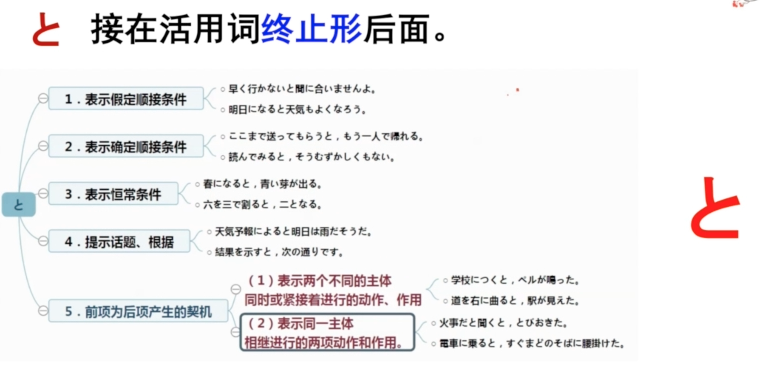 と 接在活用词终止形后面。
と
1．表示假定顺接条件
早く行かないと間に合いませんよ。
明日になると天気もよくなろう。
2．表示确定顺接条件
ここまで送ってもらうと，もう一人で帰れる。
読んでみると，そうむずかしくもない。
3．表示恒常条件
春になると，青い芽が出る。
六を三で割ると，二となる。
4．提示话题、根据
天気予報によると明日は雨だそうだ。
結果を示すと，次の通りです。
5．前项为后项产生的契机
（1）表示两个不同的主体
同时或紧接着进行的动作、作用
学校につくと，ベルが鳴った。
道を右に曲ると，駅が見えた。
（2）表示同一主体
相继进行的两项动作和作用。
火事だと聞くと，とびおきた。
電車に乗ると，すぐまどのそばに腰掛けた。
と